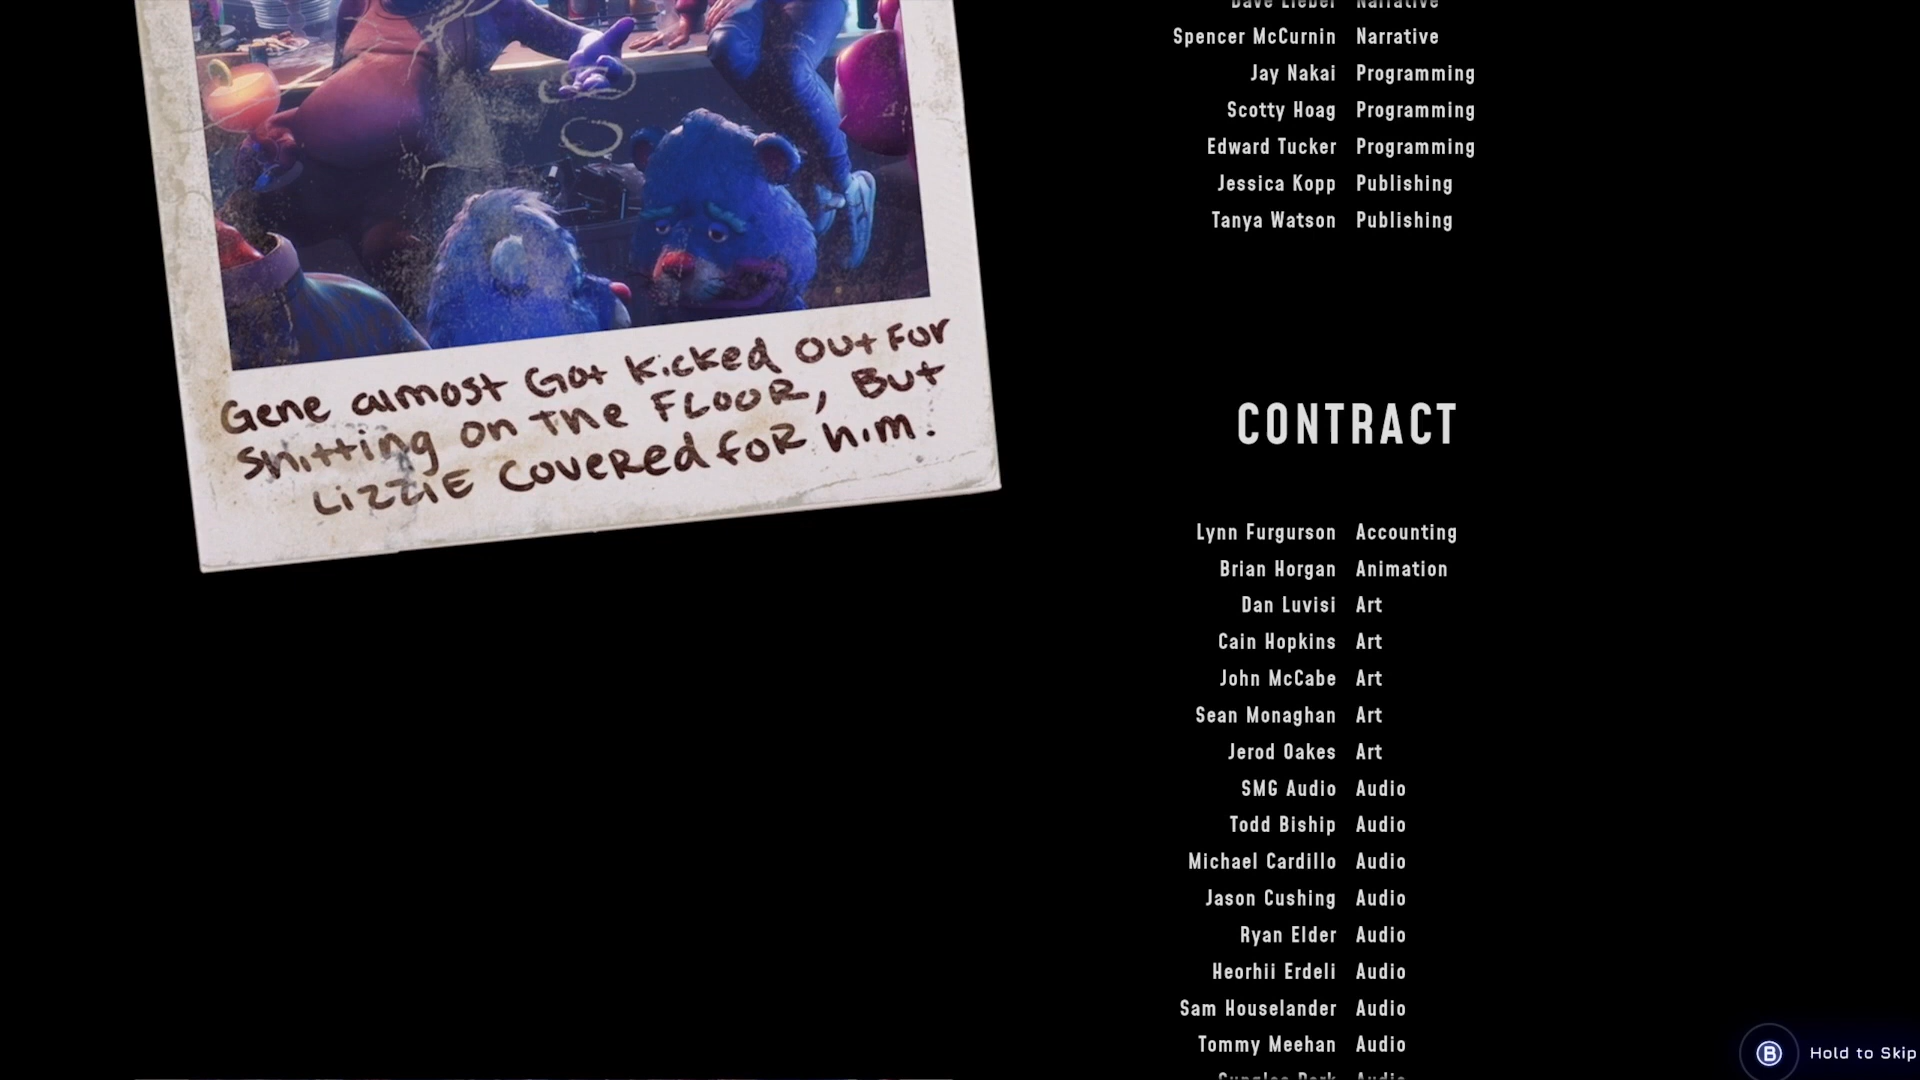 Gene almost Got kicked out For
shitting on the FLOOR, But
LiZZIE COVERed foR him.
Dave Lieber Narrative
Spencer McCurnin Narrative
Jay Nakai Programming
Scotty Hoag Programming
Edward Tucker Programming
Jessica Kopp Publishing
Tanya Watson Publishing
CONTRACT
Lynn Furgurson Accounting
Brian Horgan Animation
Dan Luvisi Art
Cain Hopkins Art
John McCabe Art
Sean Monaghan Art
Jerod Oakes Art
SMG Audio Audio
Todd Biship Audio
Michael Cardillo Audio
Jason Cushing Audio
Ryan Elder Audio
Heorhii Erdeli Audio
Sam Houselander Audio
Tommy Meehan Audio
Audio
B Hold to Skip